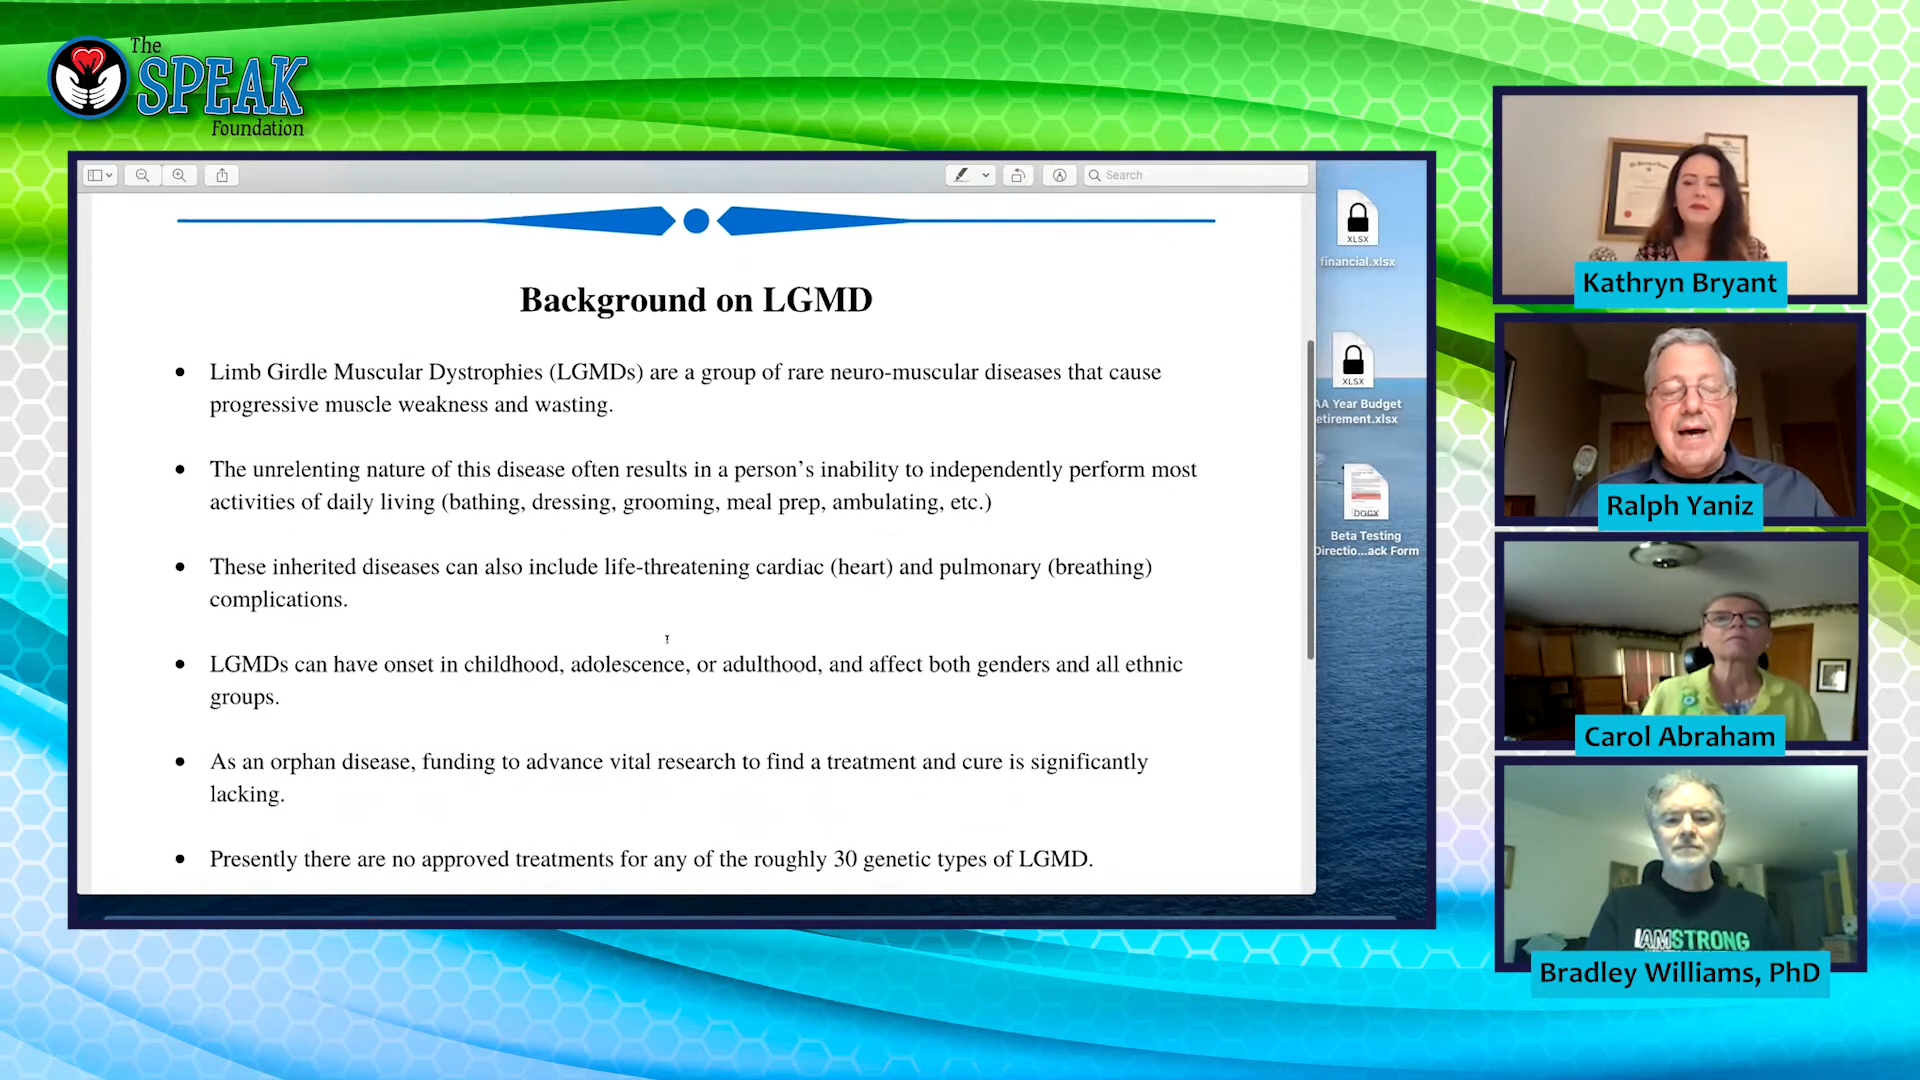 The
SPEAK
Foundation
Search
Background on LGMD
• Limb Girdle Muscular Dystrophies (LGMDs) are a group of rare neuro-muscular diseases that cause
progressive muscle weakness and wasting.
• The unrelenting nature of this disease often results in a person’s inability to independently perform most
activities of daily living (bathing, dressing, grooming, meal prep, ambulating, etc.)
• These inherited diseases can also include life-threatening cardiac (heart) and pulmonary (breathing)
complications.
• LGMDs can have onset in childhood, adolescence, or adulthood, and affect both genders and all ethnic
groups.
• As an orphan disease, funding to advance vital research to find a treatment and cure is significantly
lacking.
• Presently there are no approved treatments for any of the roughly 30 genetic types of LGMD.
XLSX
financial.xlsx
XLSX
AA Year Budget
etirement.xlsx
DOCX
Beta Testing
Directio...ack Form
Kathryn Bryant
Ralph Yaniz
Carol Abraham
IAMSTRONG
Bradley Williams, PhD